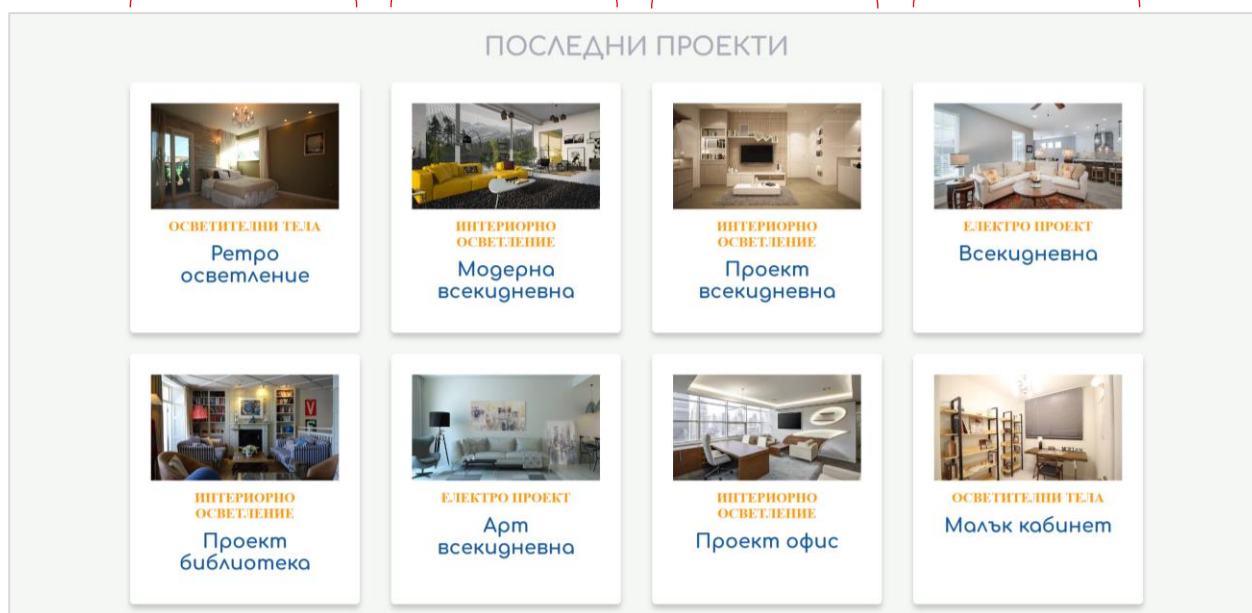 ПОСЛЕДНИ ПРОЕКТИ
ОСВЕТИТЕЛНИ ТЕЛА
Ретро
осветление
ИНТЕРИОРНО
ОСВЕТЛЕНИЕ
Модерна
всекидневна
ИНТЕРИОРНО
ОСВЕТЛЕНИЕ
Проект
всекидневна
ЕЛЕКТРО ПРОЕКТ
Всекидневна
ИНТЕРИОРНО
ОСВЕТЛЕНИЕ
Проект
библиотека
ЕЛЕКТРО ПРОЕКТ
Арт
всекидневна
ИНТЕРИОРНО
ОСВЕТЛЕНИЕ
Проект офис
ОСВЕТИТЕЛНИ ТЕЛА
Малък кабинет